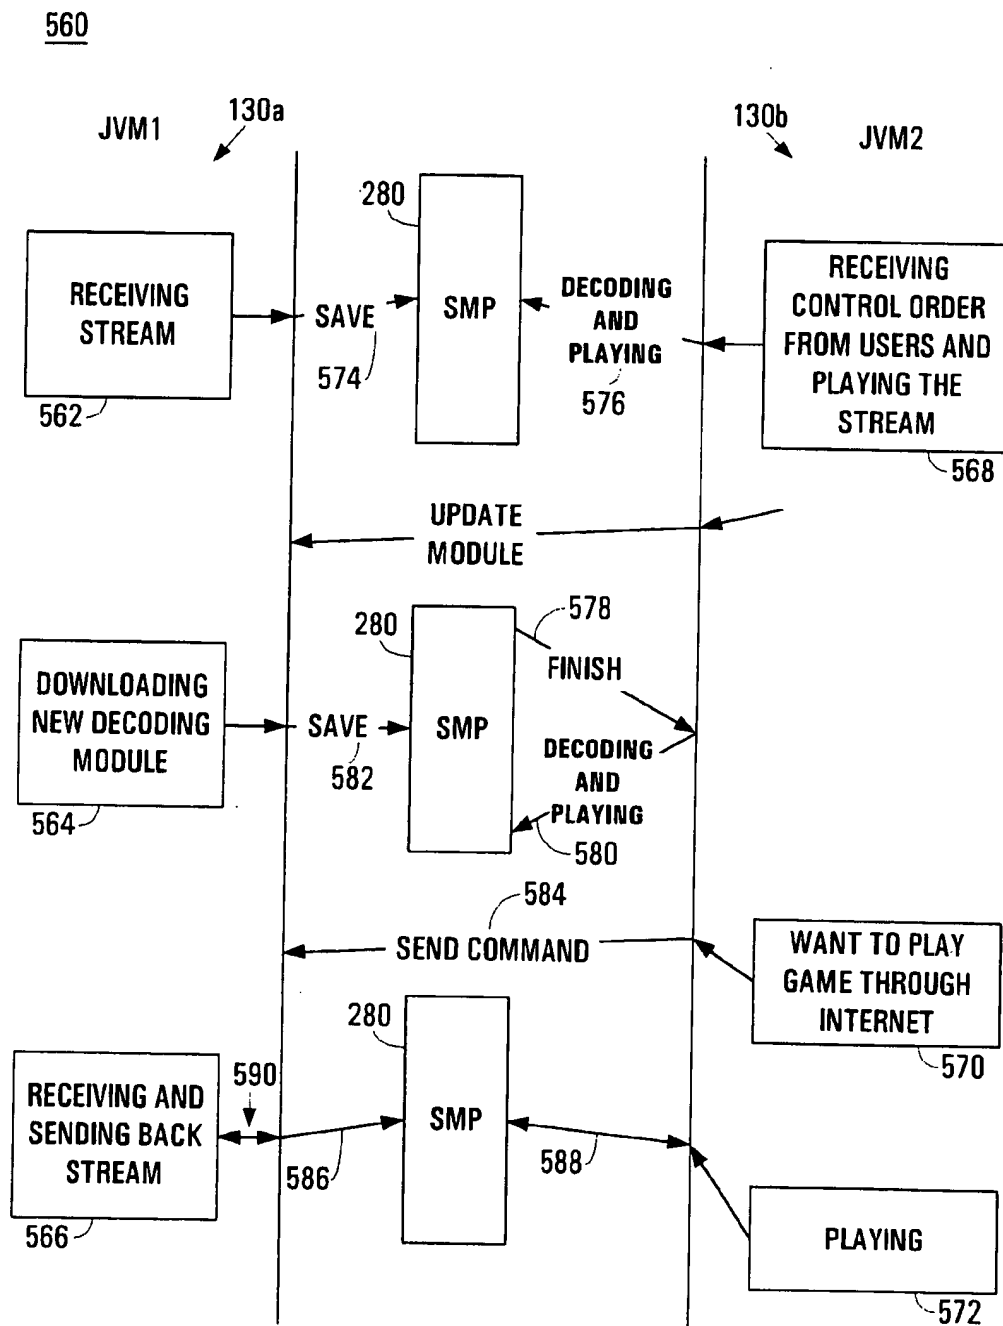 560
JVM1
130a
130b
JVM2
280
RECEIVING
STREAM
562
SAVE
574
SMP
DECODING
AND
PLAYING
576
RECEIVING
CONTROL ORDER
FROM USERS AND
PLAYING THE
STREAM
568
UPDATE
MODULE
280
578
FINISH
DOWNLOADING
NEW DECODING
MODULE
564
SAVE
582
SMP
DECODING
AND
PLAYING
580
584
SEND COMMAND
WANT TO PLAY
GAME THROUGH
INTERNET
570
280
590
RECEIVING AND
SENDING BACK
STREAM
566
586
SMP
588
PLAYING
572